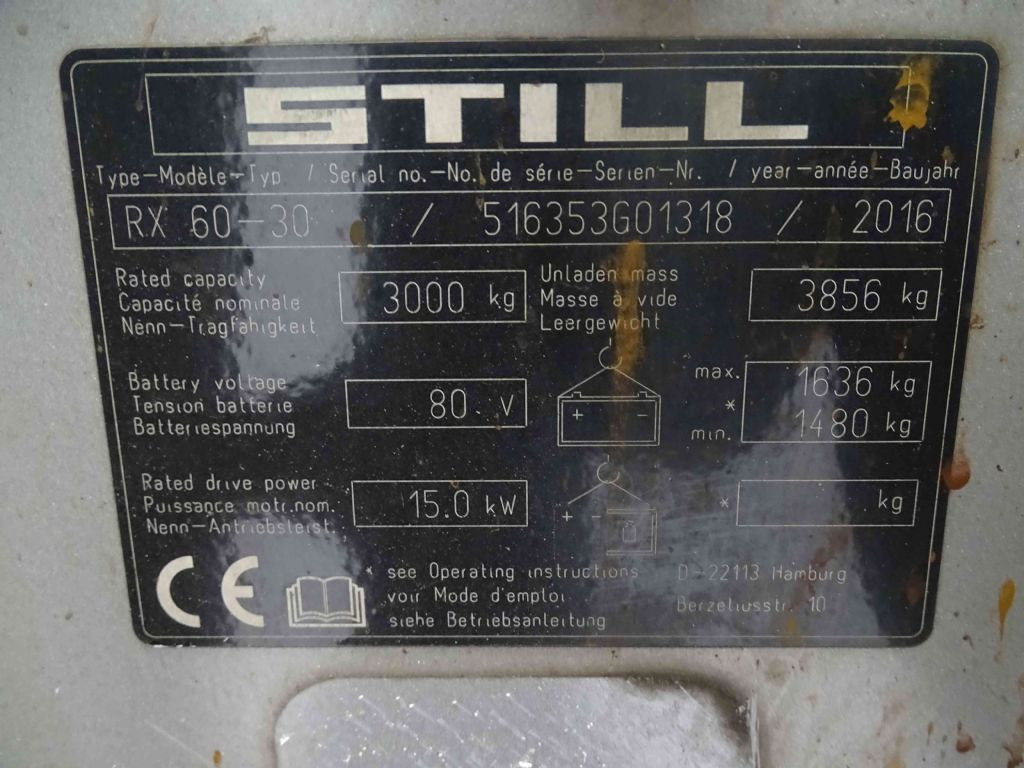 STILL
Type-Modèle-Typ / Serial no.-No. de série-Serien-Nr. / year-année-Baujahr
RX 60-30 / 516353G01318 / 2016
Rated capacity
Capacité nominale
Nenn-Tragfähigkeit
3000 kg
Unladen mass
Masse à vide
Leergewicht
3856 kg
Battery voltage
Tension batterie
Batteriespannung
80. V
+ -
max. 1636 kg
*
min. 1480 kg
Rated drive power
Puissance motr.nom.
Nenn-Antriebsleist.
15.0 kW
+ -
* kg
CE
* see Operating instructions
voir Mode d'emploi
siehe Betriebsanleitung
D-22113 Hamburg
Berzeliusstr. 10